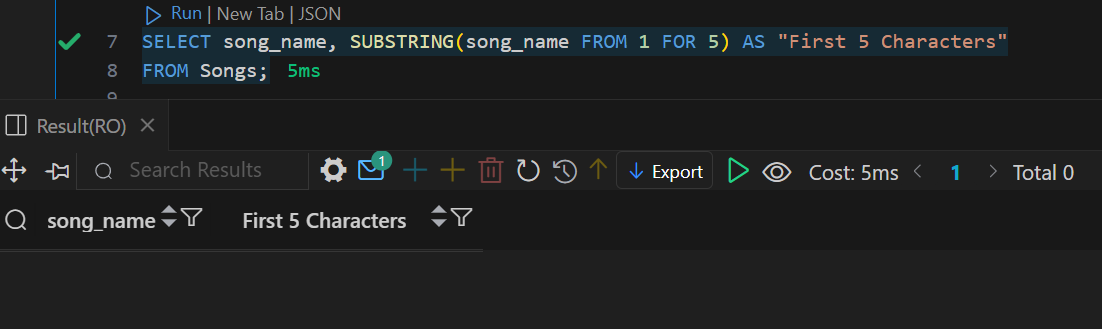 Run | New Tab | JSON
7 SELECT song_name, SUBSTRING(song_name FROM 1 FOR 5) AS "First 5 Characters"
8 FROM Songs; 5ms
9
Result(RO)
Search Results 1 Export Cost: 5ms 1 Total 0
song_name First 5 Characters